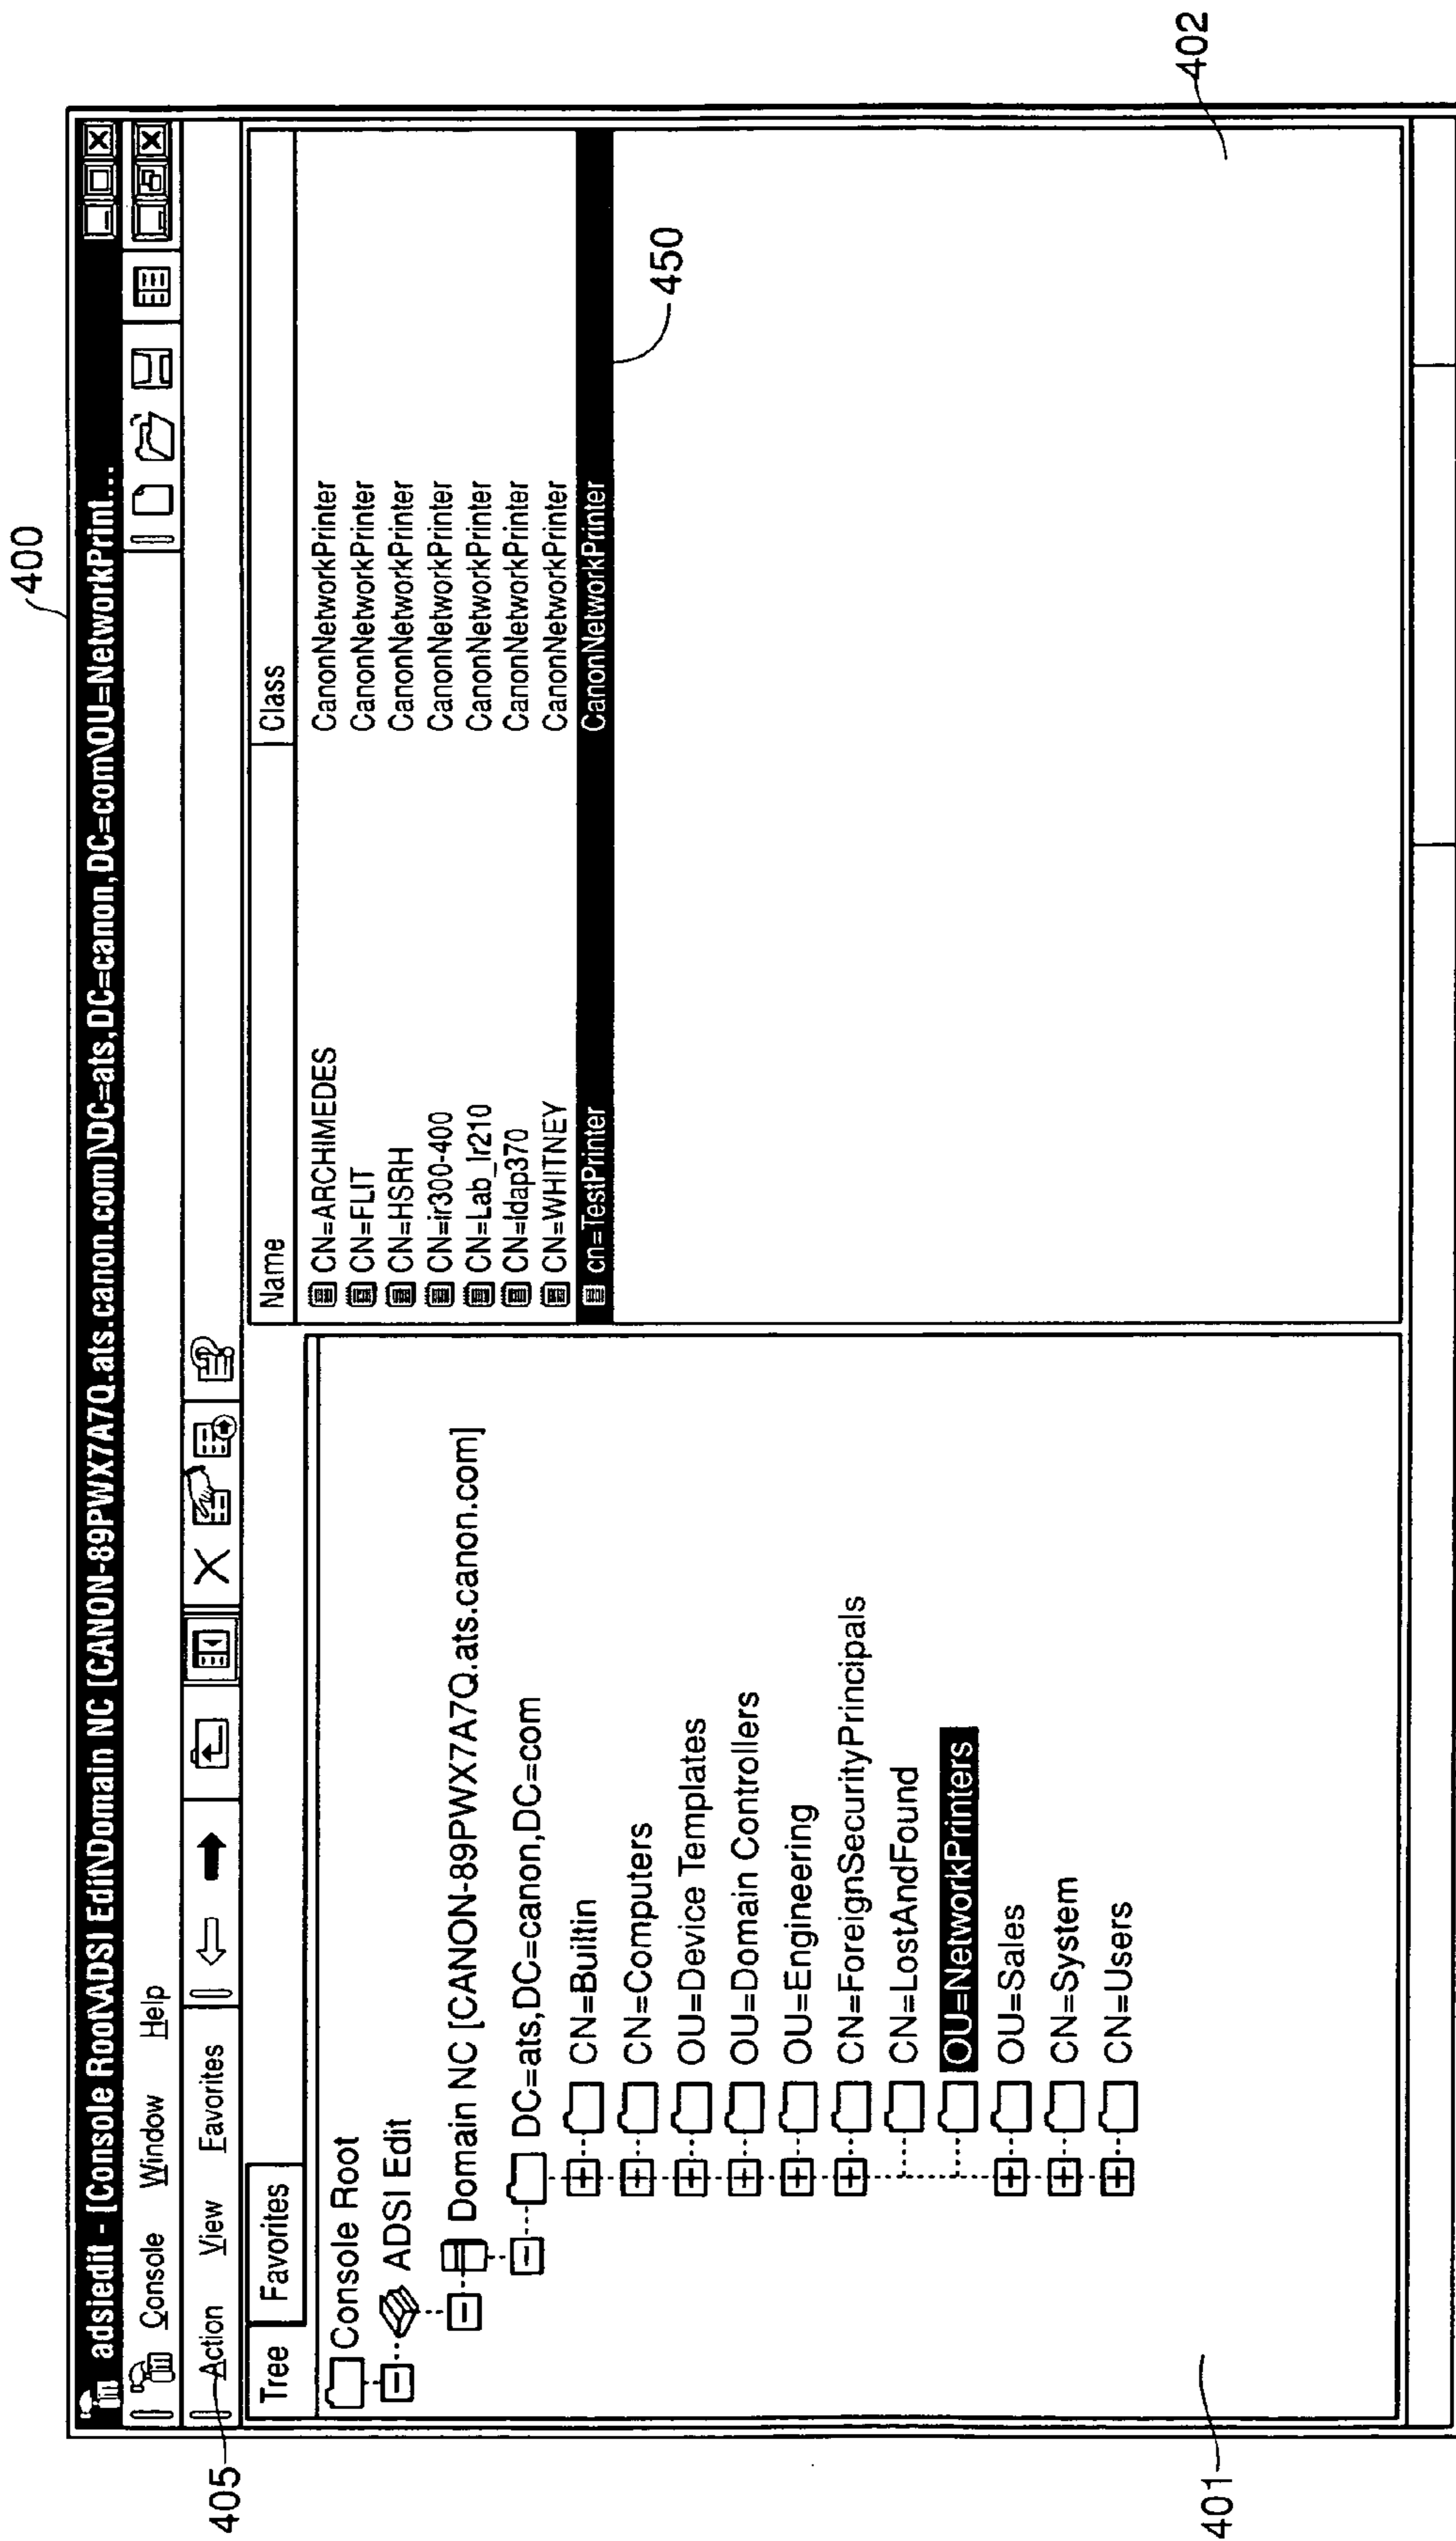 400
adsiedit - [Console Root\ADSI Edit\Domain NC [CANON-89PWX7A7Q.ats.canon.com]\DC=ats,DC=canon,DC=com\OU=NetworkPrint...
Console Window Help
405
Action View Favorites
Tree Favorites
Console Root
ADSI Edit
Domain NC [CANON-89PWX7A7Q.ats.canon.com]
DC=ats,DC=canon,DC=com
CN=Builtin
CN=Computers
OU=Device Templates
OU=Domain Controllers
OU=Engineering
CN=ForeignSecurityPrincipals
CN=LostAndFound
OU=NetworkPrinters
OU=Sales
CN=System
CN=Users
401
Name Class
CN=ARCHIMEDES CanonNetworkPrinter
CN=FLIT CanonNetworkPrinter
CN=HSRH CanonNetworkPrinter
CN=ir300-400 CanonNetworkPrinter
CN=Lab_Ir210 CanonNetworkPrinter
CN=ldap370 CanonNetworkPrinter
CN=WHITNEY CanonNetworkPrinter
cn=TestPrinter CanonNetworkPrinter
450
402